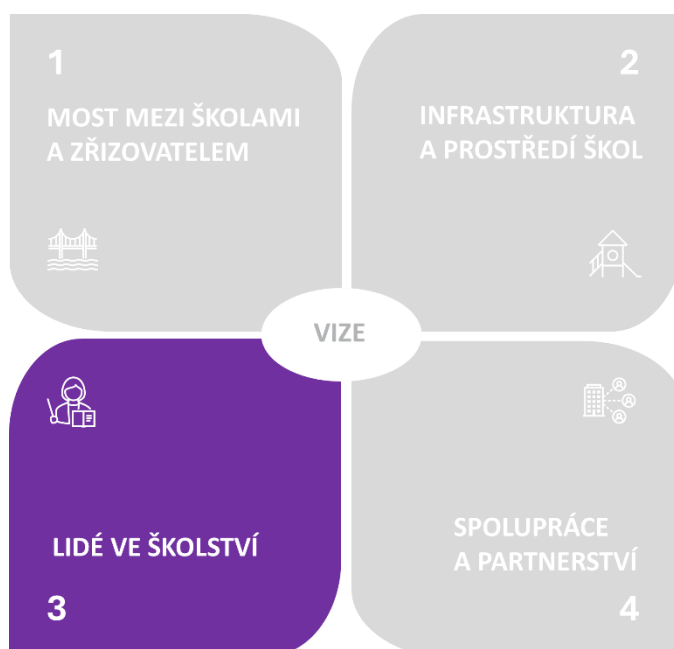 1
MOST MEZI ŠKOLAMI
A ZŘIZOVATELEM
2
INFRASTRUKTURA
A PROSTŘEDÍ ŠKOL
VIZE
LIDÉ VE ŠKOLSTVÍ
3
SPOLUPRÁCE
A PARTNERSTVÍ
4